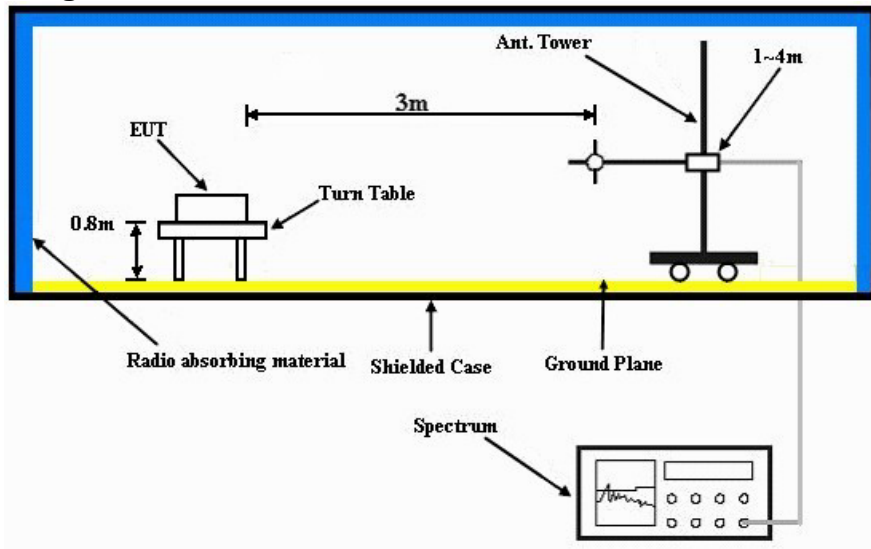 Ant. Tower
1~4m
3m
EUT
Turn Table
0.8m
Radio absorbing material
Shielded Case
Ground Plane
Spectrum